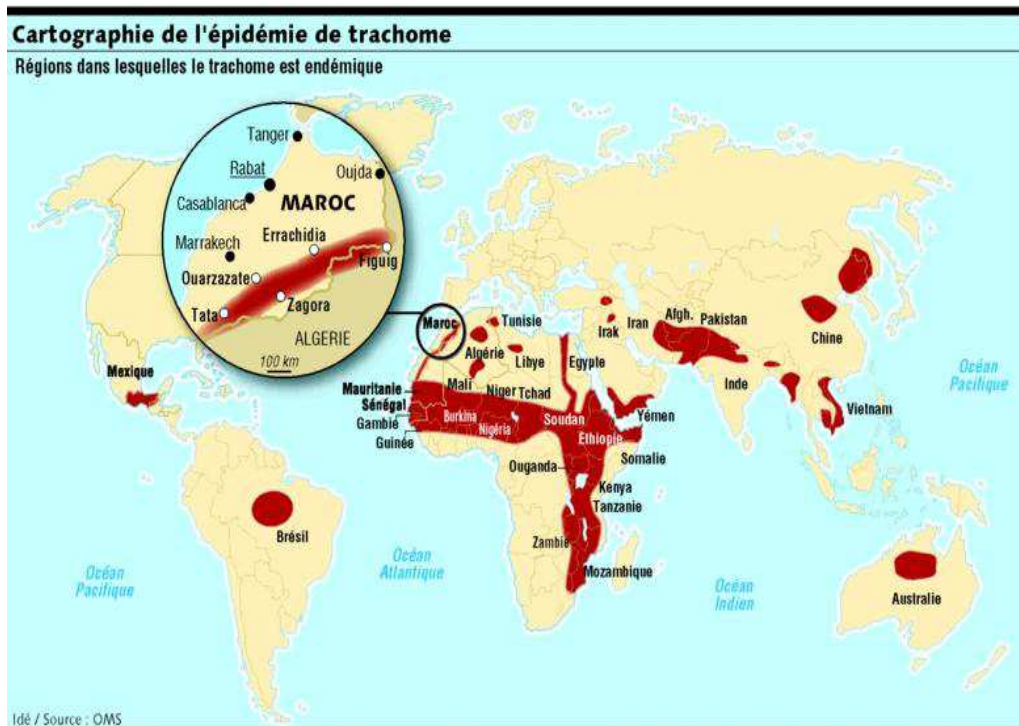 Cartographie de l'épidémie de trachome
Régions dans lesquelles le trachome est endémique
Tanger
Rabat
Oujda
Casablanca
MAROC
Marrakech
Errachidia
Ouarzazate
Figuig
Tata
Zagora
ALGERIE
100 km
Mexique
Maroc
Tunisie
Algérie
Libye
Egypte
Irak
Iran
Afgh.
Pakistan
Chine
Inde
Océan
Pacifique
Mauritanie
Mali
Niger
Tchad
Sénégal
Gambié
Guinée
Burkina
Nigéria
Soudan
Ethiopie
Yémen
Vietnam
Somalie
Ouganda
Kenya
Tanzanie
Zambie
Mozambique
Brésil
Océan
Pacifique
Océan
Atlantique
Océan
Indien
Australie
Idé / Source : OMS